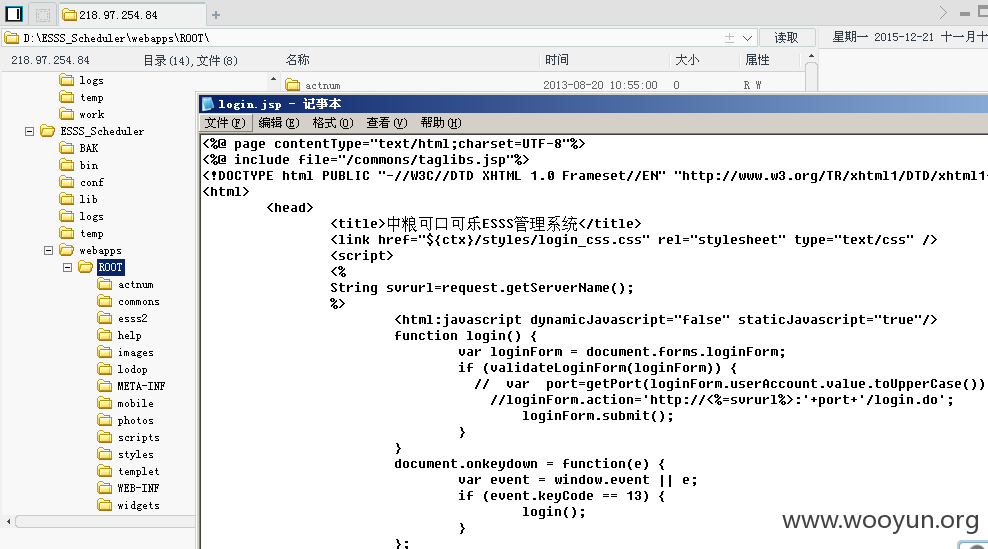 218.97.254.84
D:\ESSS_Scheduler\webapps\ROOT\
读取
星期一 2015-12-21 十一月十
218.97.254.84
目录(14),文件(8)
名称
时间
大小
属性
logs
temp
work
ESSS_Scheduler
BAK
bin
conf
lib
logs
temp
webapps
ROOT
actnum
commons
esss2
help
images
lodop
META-INF
mobile
photos
scripts
styles
templet
WEB-INF
widgets
actnum
2013-08-20 10:55:00
0
R W
login.jsp - 记事本
文件(F) 编辑(E) 格式(O) 查看(V) 帮助(H)
<%@ page contentType="text/html;charset=UTF-8"%>
<%@ include file="/commons/taglibs.jsp"%>
<!DOCTYPE html PUBLIC "-//W3C//DTD XHTML 1.0 Frameset//EN" "http://www.w3.org/TR/xhtml1/DTD/xhtml1-
<html>
<head>
<title>中粮可口可乐ESSS管理系统</title>
<link href="${ctx}/styles/login_css.css" rel="stylesheet" type="text/css" />
<script>
<%
String svrurl=request.getServerName();
%>
<html:javascript dynamicJavascript="false" staticJavascript="true"/>
function login() {
var loginForm = document.forms.loginForm;
if (validateLoginForm(loginForm)) {
// var port=getPort(loginForm.userAccount.value.toUpperCase())
//loginForm.action='http://<%=svrurl%>:'+port+'/login.do';
loginForm.submit();
}
}
document.onkeydown = function(e) {
var event = window.event || e;
if (event.keyCode == 13) {
login();
}
};
www.wooyun.org